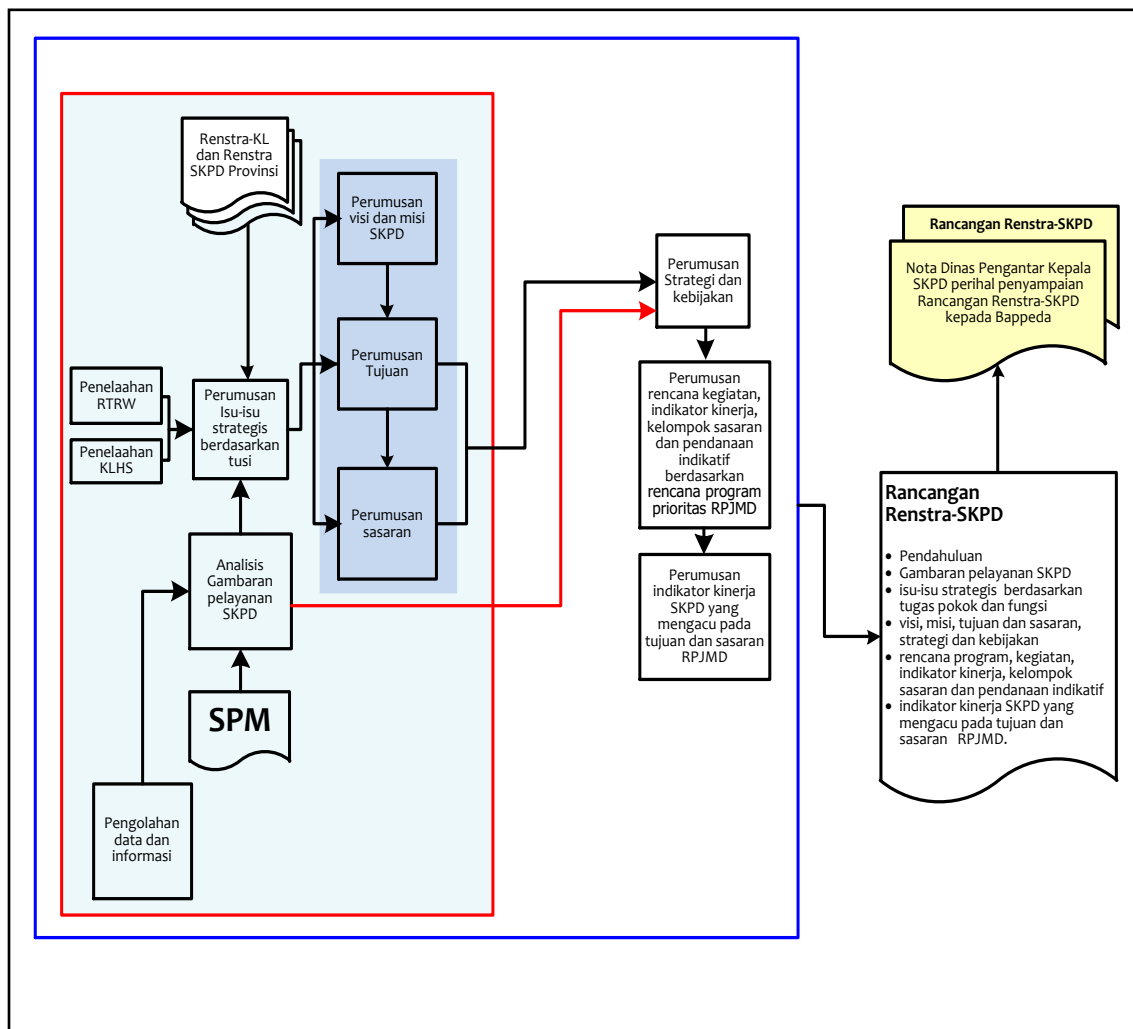 Renstra-KL
dan Renstra
SKPD Provinsi
Perumusan
visi dan misi
SKPD
Perumusan
Tujuan
Perumusan
sasaran
Penelaahan
RTRW
Penelaahan
KLHS
Perumusan
Isu-isu
strategis
berdasarkan
tusi
Analisis
Gambaran
pelayanan
SKPD
SPM
Pengolahan
data dan
informasi
Perumusan
Strategi dan
kebijakan
Perumusan
rencana kegiatan,
indikator kinerja,
kelompok sasaran
dan pendanaan
indikatif
berdasarkan
rencana program
prioritas RPJMD
Perumusan
indikator kinerja
SKPD yang
mengacu pada
tujuan dan sasaran
RPJMD
Rancangan Renstra-SKPD
Nota Dinas Pengantar Kepala
SKPD perihal penyampaian
Rancangan Renstra-SKPD
kepada Bappeda
Rancangan
Renstra-SKPD
• Pendahuluan
• Gambaran pelayanan SKPD
• isu-isu strategis berdasarkan
tugas pokok dan fungsi
• visi, misi, tujuan dan sasaran,
strategi dan kebijakan
• rencana program, kegiatan,
indikator kinerja, kelompok
sasaran dan pendanaan indikatif
• indikator kinerja SKPD yang
mengacu pada tujuan dan
sasaran RPJMD.